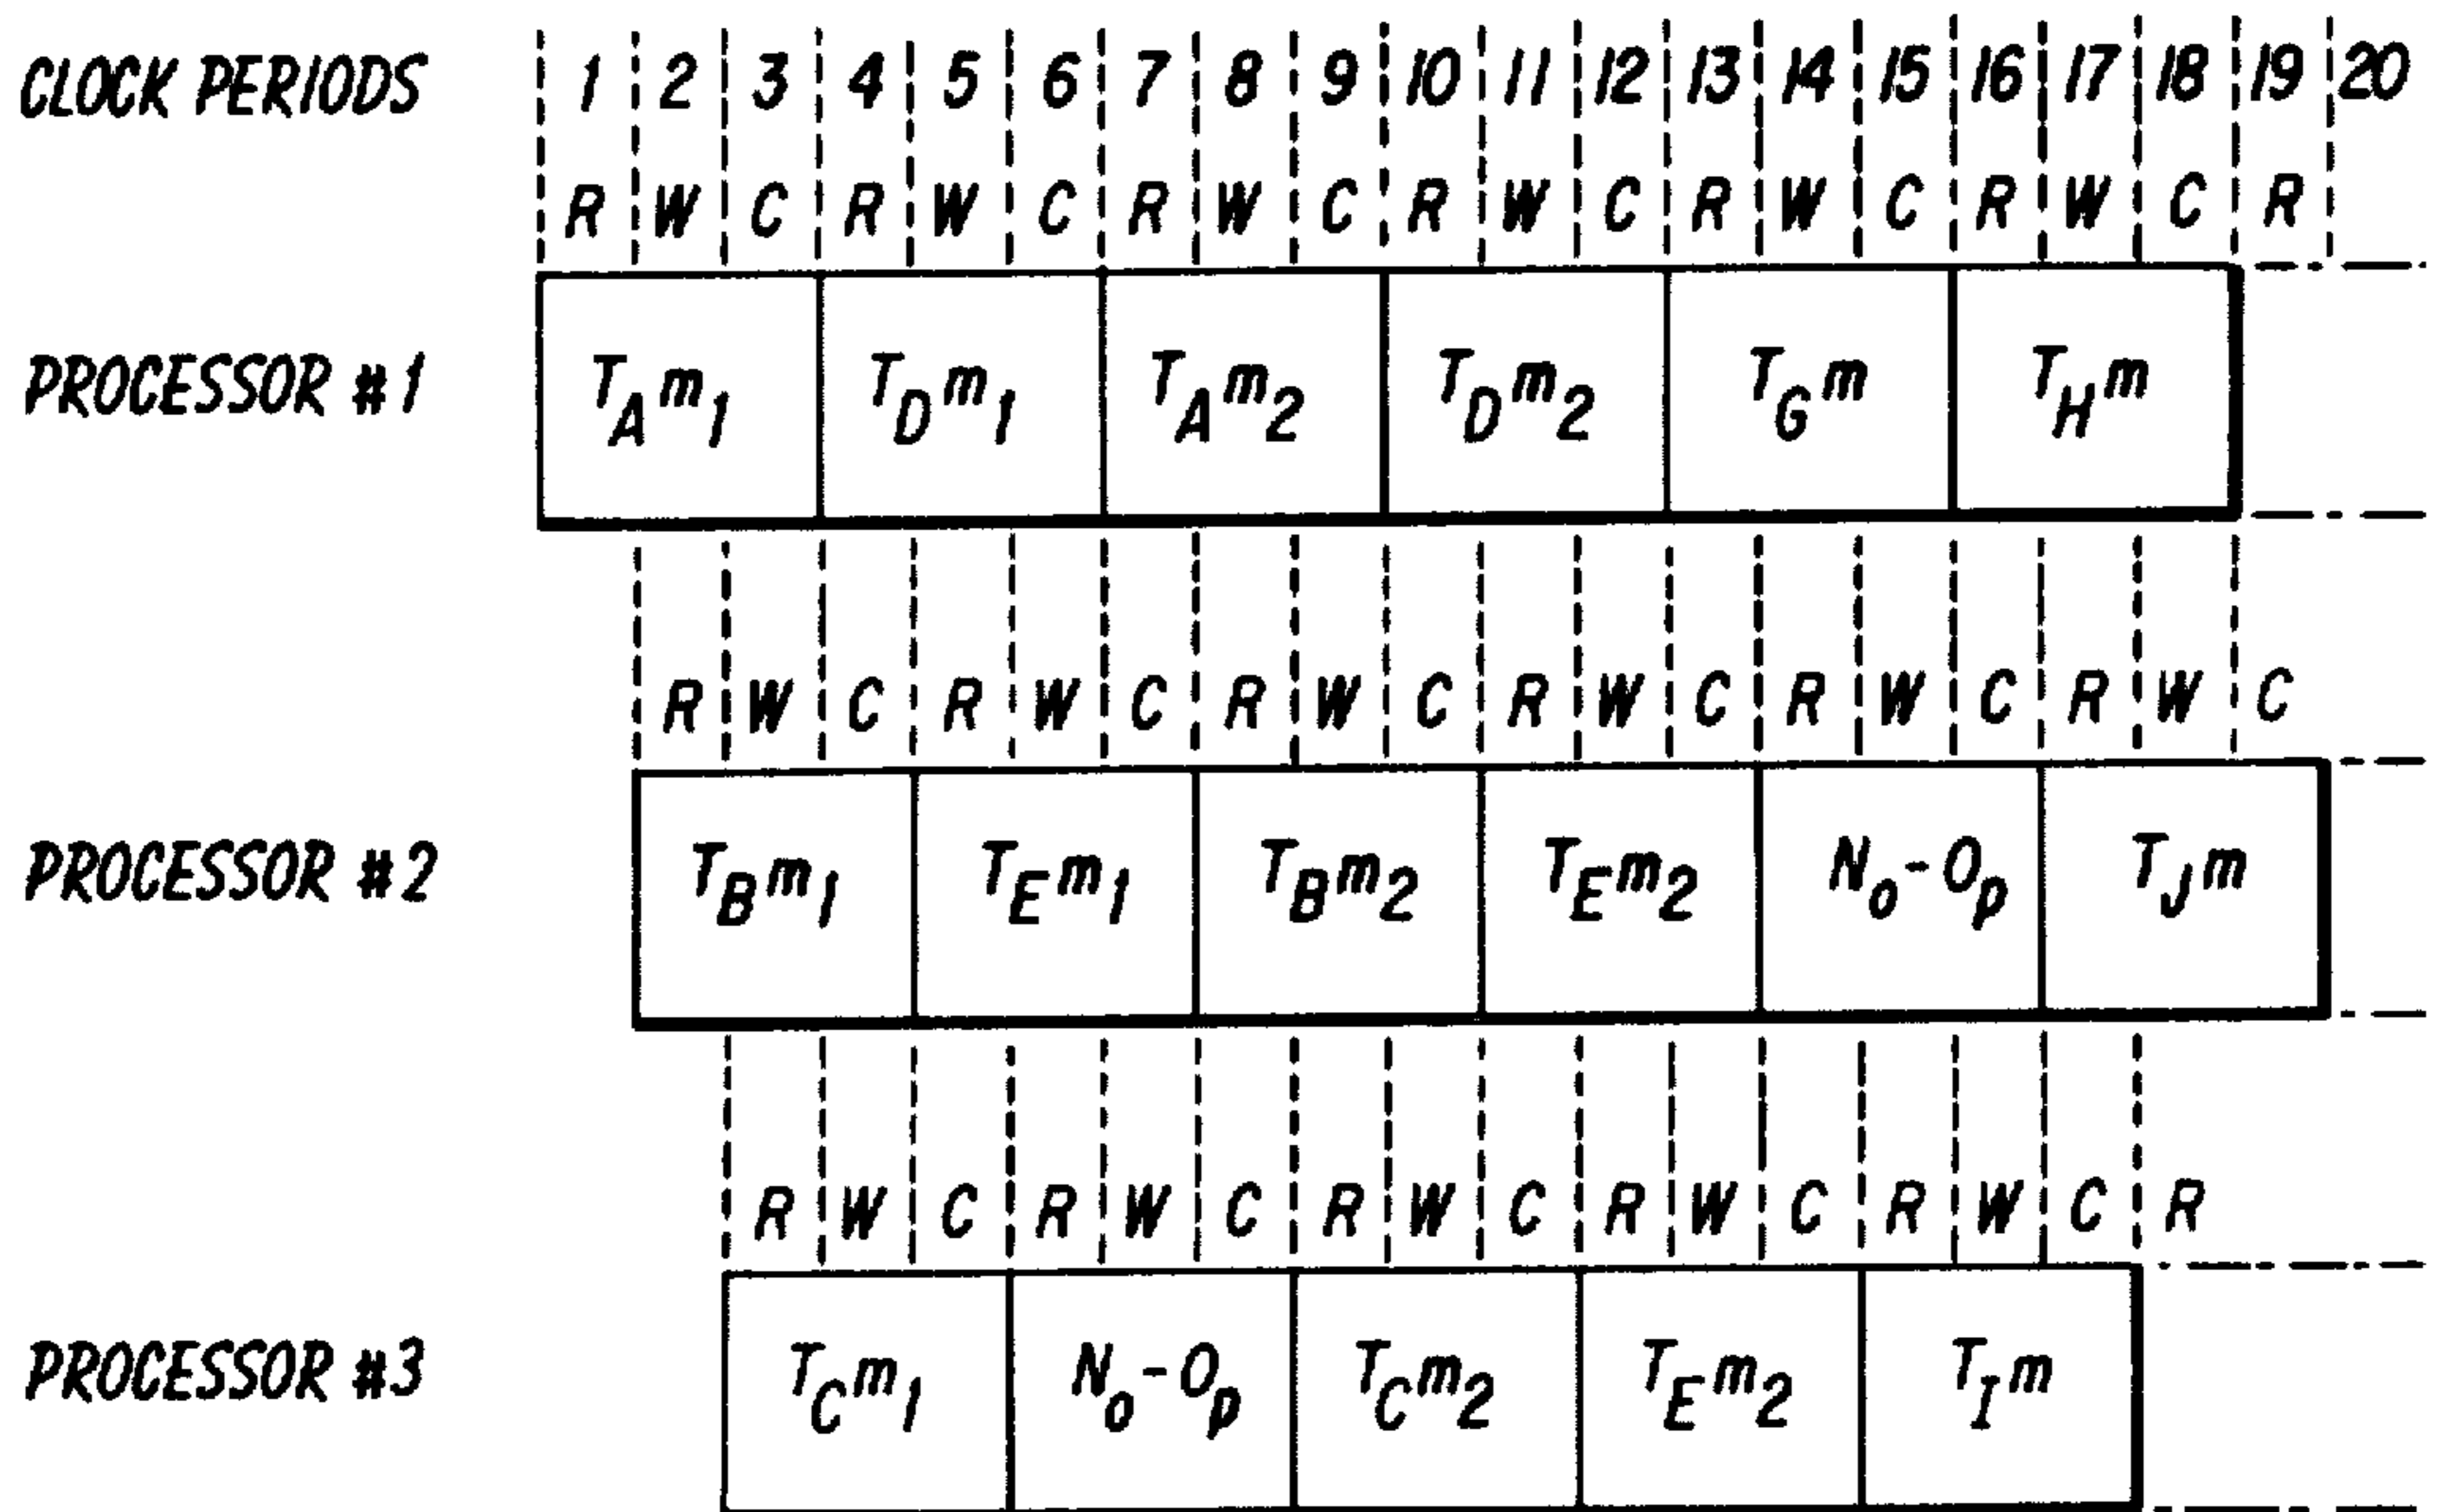 CLOCK PERIODS 1 2 3 4 5 6 7 8 9 10 11 12 13 14 15 16 17 18 19 20
R W C R W C R W C R W C R W C R W C R
PROCESSOR #1 TAm1 TDm1 TAm2 TDm2 TGm THm
R W C R W C R W C R W C R W C R W C
PROCESSOR #2 TBm1 TEm1 TBm2 TEm2 No-Op TJm
R W C R W C R W C R W C R W C R
PROCESSOR #3 TCm1 No-Op TCm2 TEm2 TIm